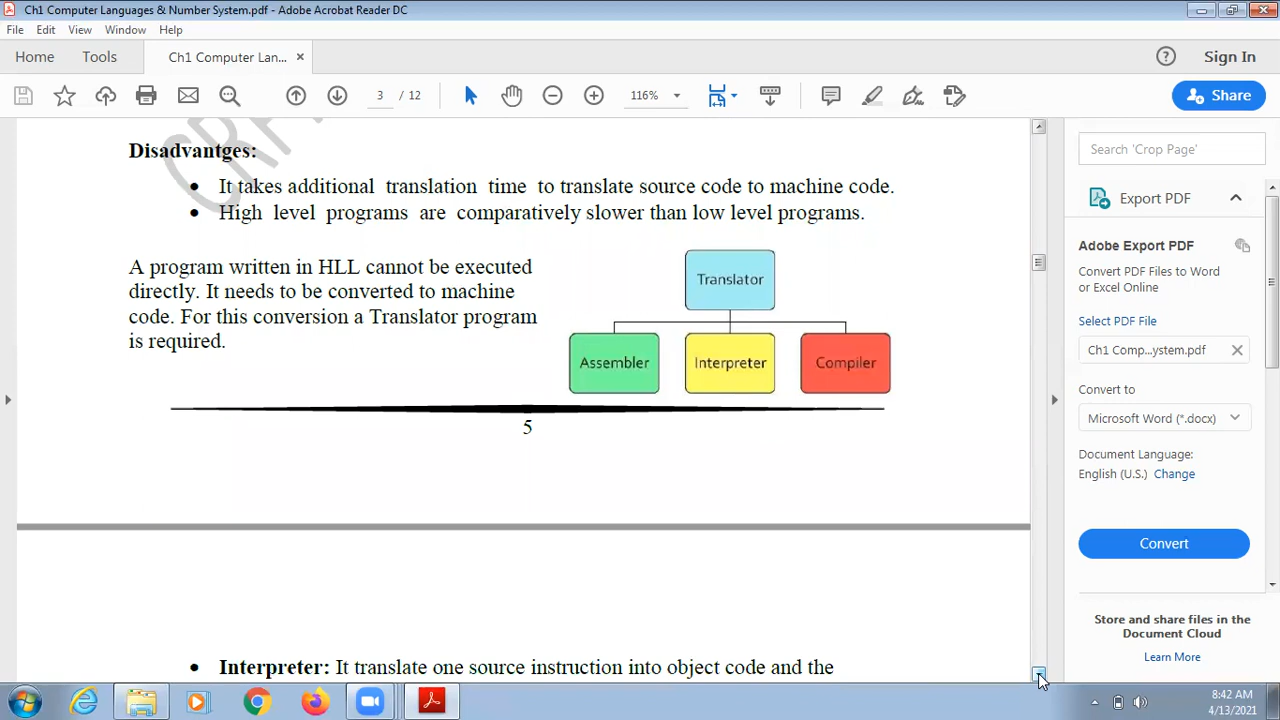 Ch1 Computer Languages & Number System.pdf - Adobe Acrobat Reader DC
File Edit View Window Help
Home Tools Ch1 Computer Lan... × ? Sign In
3 / 12 116% Share
Disadvantges:
• It takes additional translation time to translate source code to machine code.
• High level programs are comparatively slower than low level programs.
A program written in HLL cannot be executed
directly. It needs to be converted to machine
code. For this conversion a Translator program
is required.
Translator
Assembler Interpreter Compiler
5
• Interpreter: It translate one source instruction into object code and the
Search 'Crop Page'
Export PDF
Adobe Export PDF
Convert PDF Files to Word
or Excel Online
Select PDF File
Ch1 Comp...ystem.pdf
Convert to
Microsoft Word (*.docx)
Document Language:
English (U.S.) Change
Convert
Store and share files in the
Document Cloud
Learn More
8:42 AM
4/13/2021